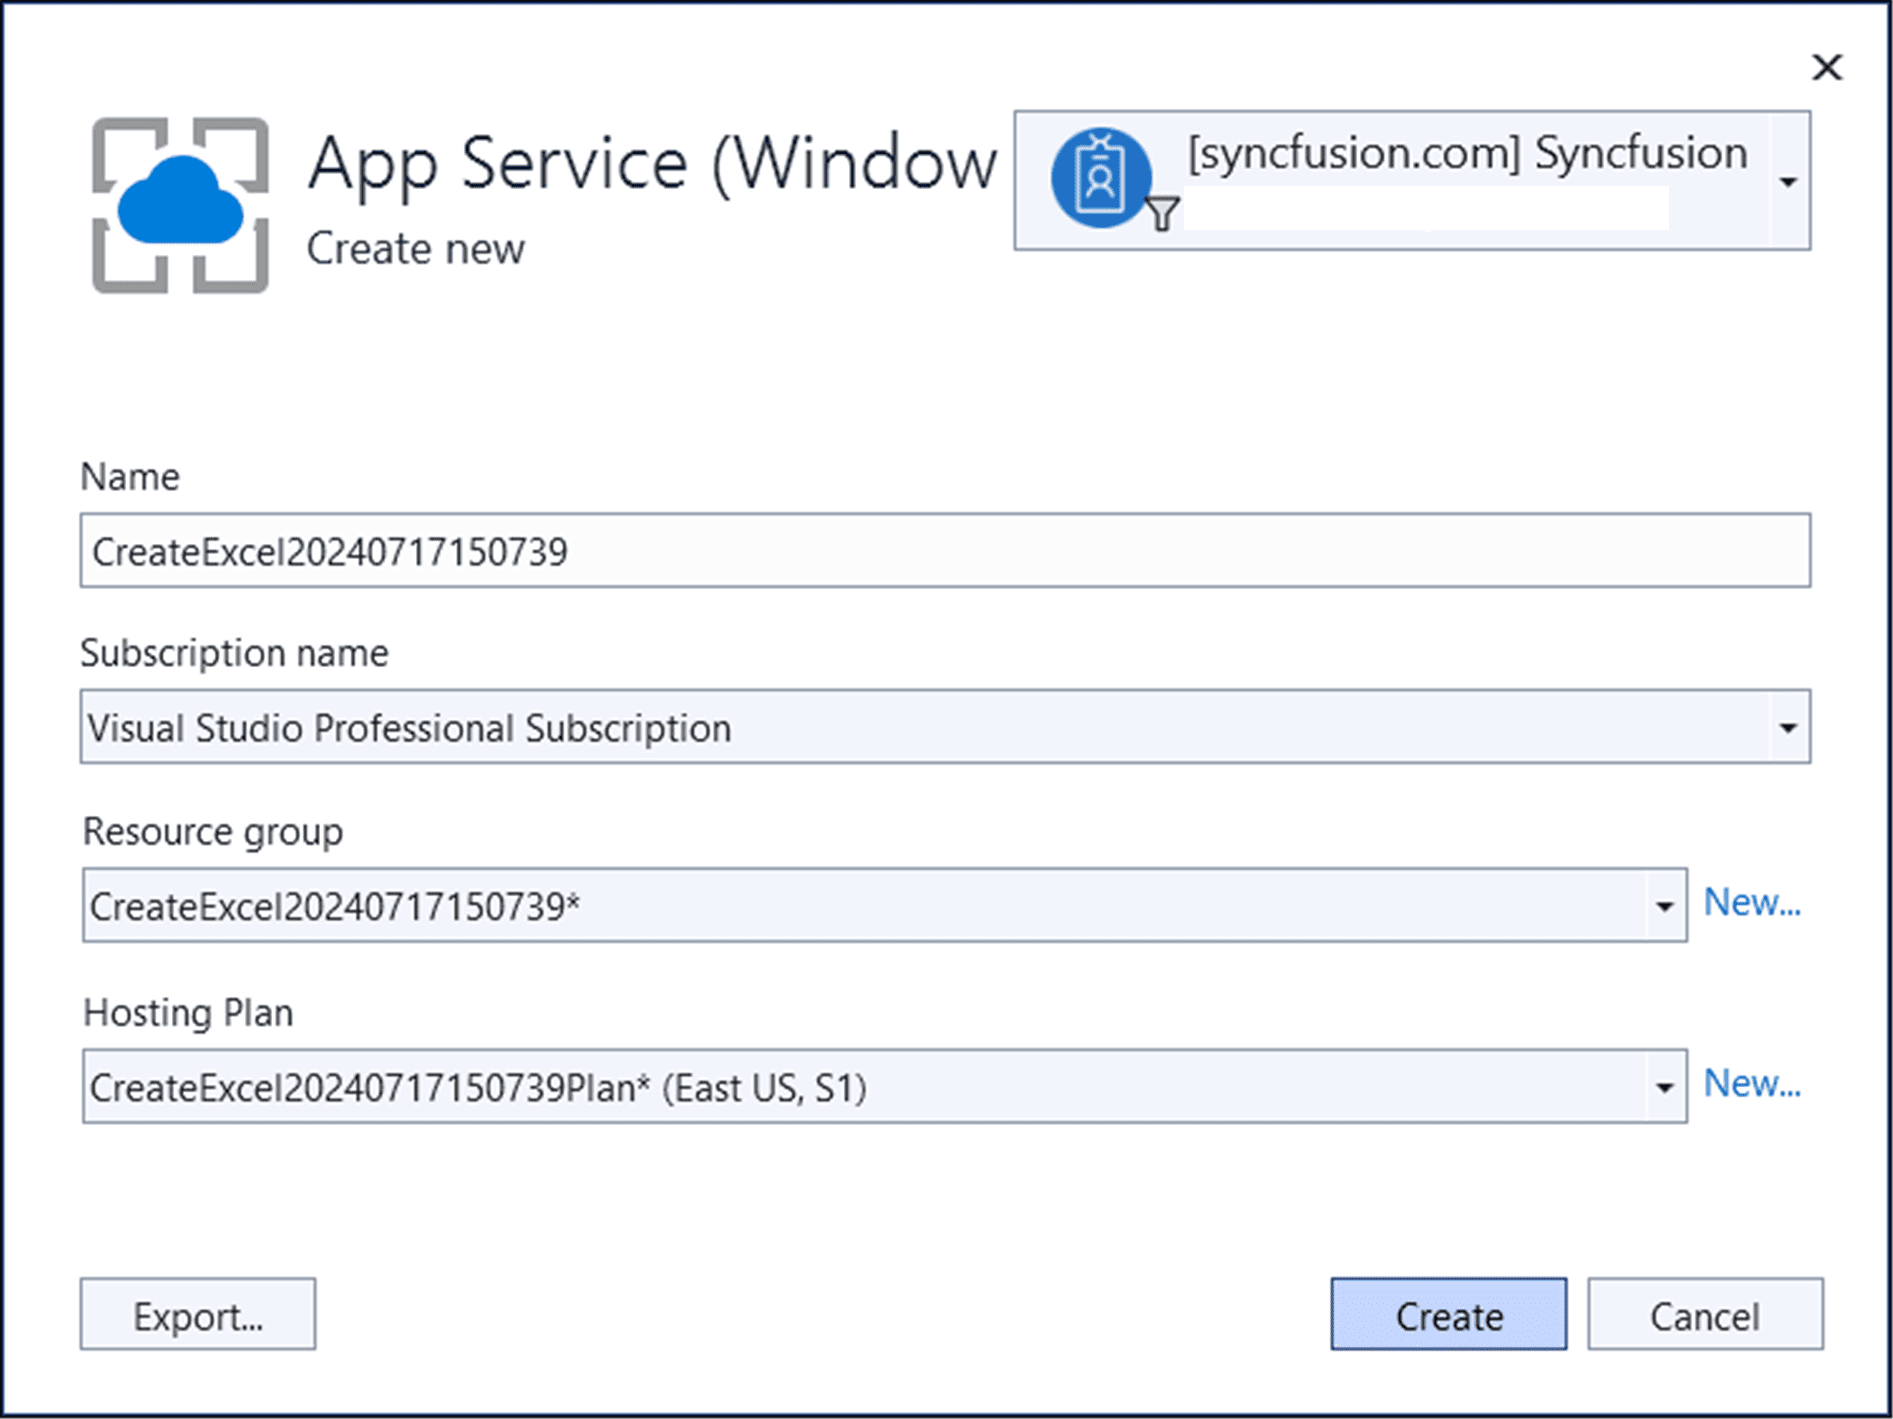 App Service (Window
Create new
[syncfusion.com] Syncfusion
Name
CreateExcel20240717150739
Subscription name
Visual Studio Professional Subscription
Resource group
CreateExcel20240717150739*
New...
Hosting Plan
CreateExcel20240717150739Plan* (East US, S1)
New...
Export...
Create
Cancel